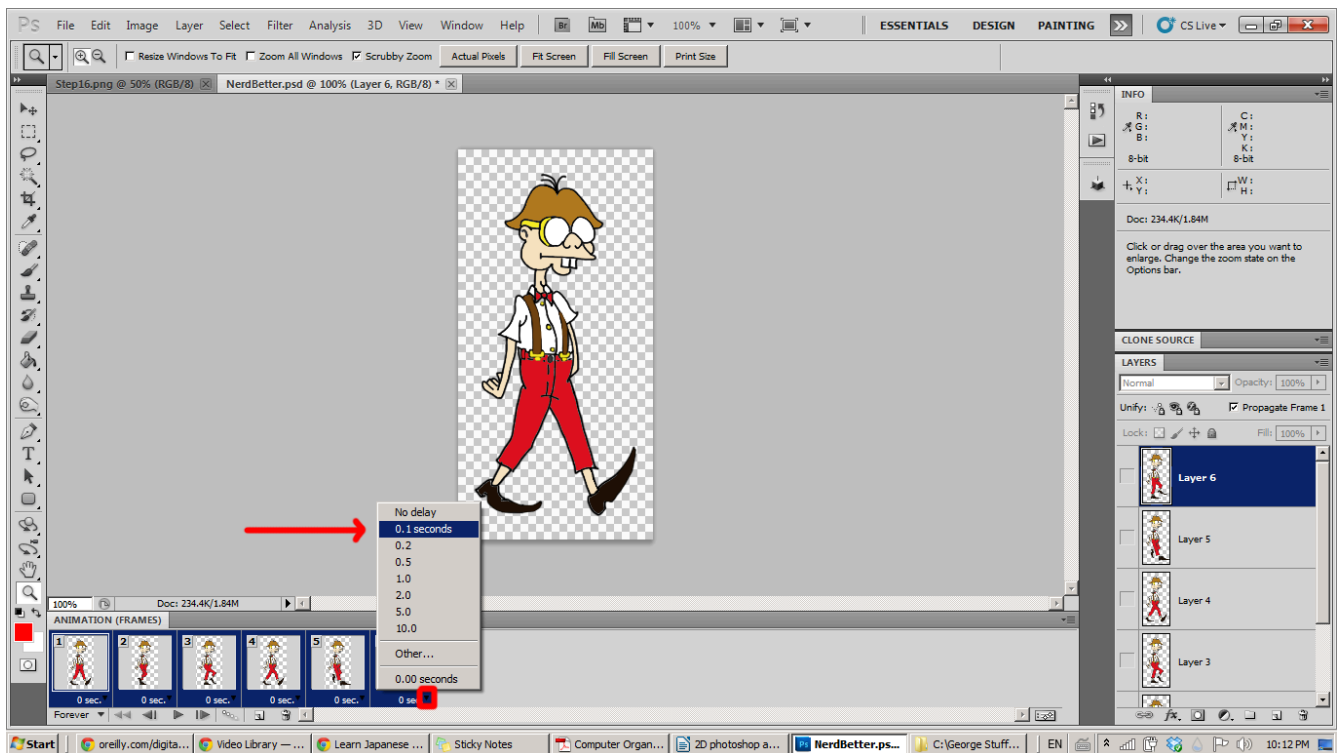 Ps File Edit Image Layer Select Filter Analysis 3D View Window Help Br Mb 100% ESSENTIALS DESIGN PAINTING CS Live
Resize Windows To Fit Zoom All Windows Scrubby Zoom Actual Pixels Fit Screen Fill Screen Print Size
Step16.png @ 50% (RGB/8) NerdBetter.psd @ 100% (Layer 6, RGB/8) *
INFO
R: C:
G: M:
B: Y:
K:
8-bit 8-bit
X: W:
Y: H:
Doc: 234.4K/1.84M
Click or drag over the area you want to
enlarge. Change the zoom state on the
Options bar.
CLONE SOURCE
LAYERS
Normal Opacity: 100%
Unify: Propagate Frame 1
Lock: Fill: 100%
Layer 6
Layer 5
Layer 4
Layer 3
No delay
0.1 seconds
0.2
0.5
1.0
2.0
5.0
10.0
Other...
0.00 seconds
100% Doc: 234.4K/1.84M
ANIMATION (FRAMES)
1 2 3 4 5
0 sec. 0 sec. 0 sec. 0 sec. 0 sec. 0 sec.
Forever
Start oreilly.com/digita... Video Library — ... Learn Japanese ... Sticky Notes Computer Organ... 2D photoshop a... Ps NerdBetter.ps... C:\George Stuff... EN 10:12 PM